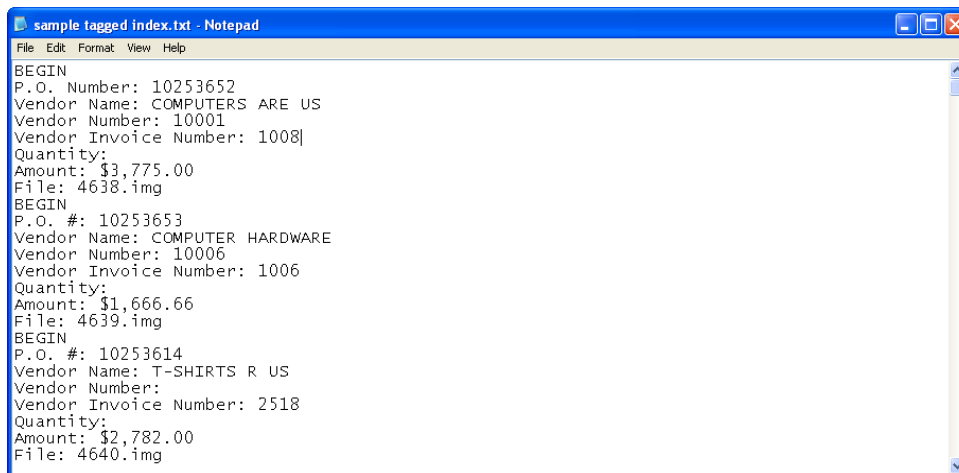 sample tagged index.txt - Notepad
File Edit Format View Help
BEGIN
P.O. Number: 10253652
Vendor Name: COMPUTERS ARE US
Vendor Number: 10001
Vendor Invoice Number: 1008
Quantity:
Amount: $3,775.00
File: 4638.img
BEGIN
P.O. #: 10253653
Vendor Name: COMPUTER HARDWARE
Vendor Number: 10006
Vendor Invoice Number: 1006
Quantity:
Amount: $1,666.66
File: 4639.img
BEGIN
P.O. #: 10253614
Vendor Name: T-SHIRTS R US
Vendor Number:
Vendor Invoice Number: 2518
Quantity:
Amount: $2,782.00
File: 4640.img